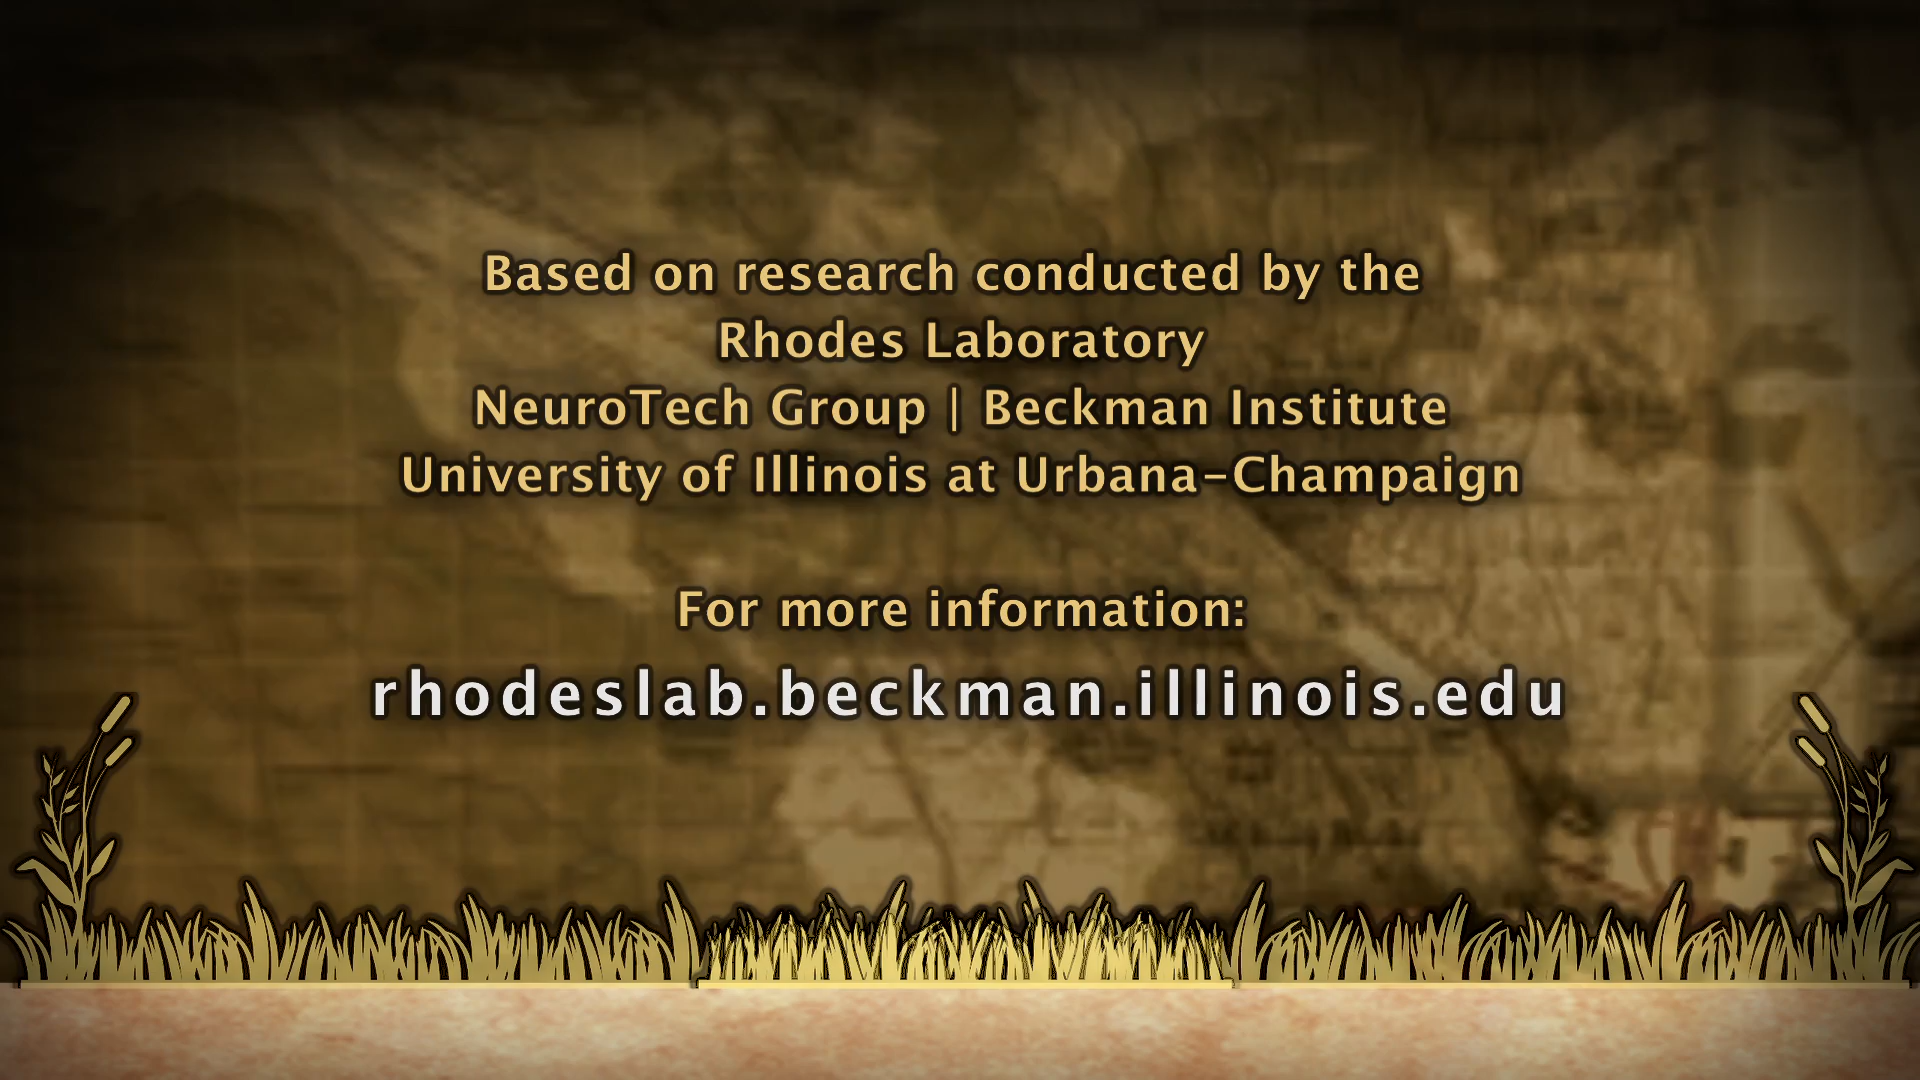 Based on research conducted by the
Rhodes Laboratory
NeuroTech Group | Beckman Institute
University of Illinois at Urbana-Champaign
For more information:
rhodeslab.beckman.illinois.edu